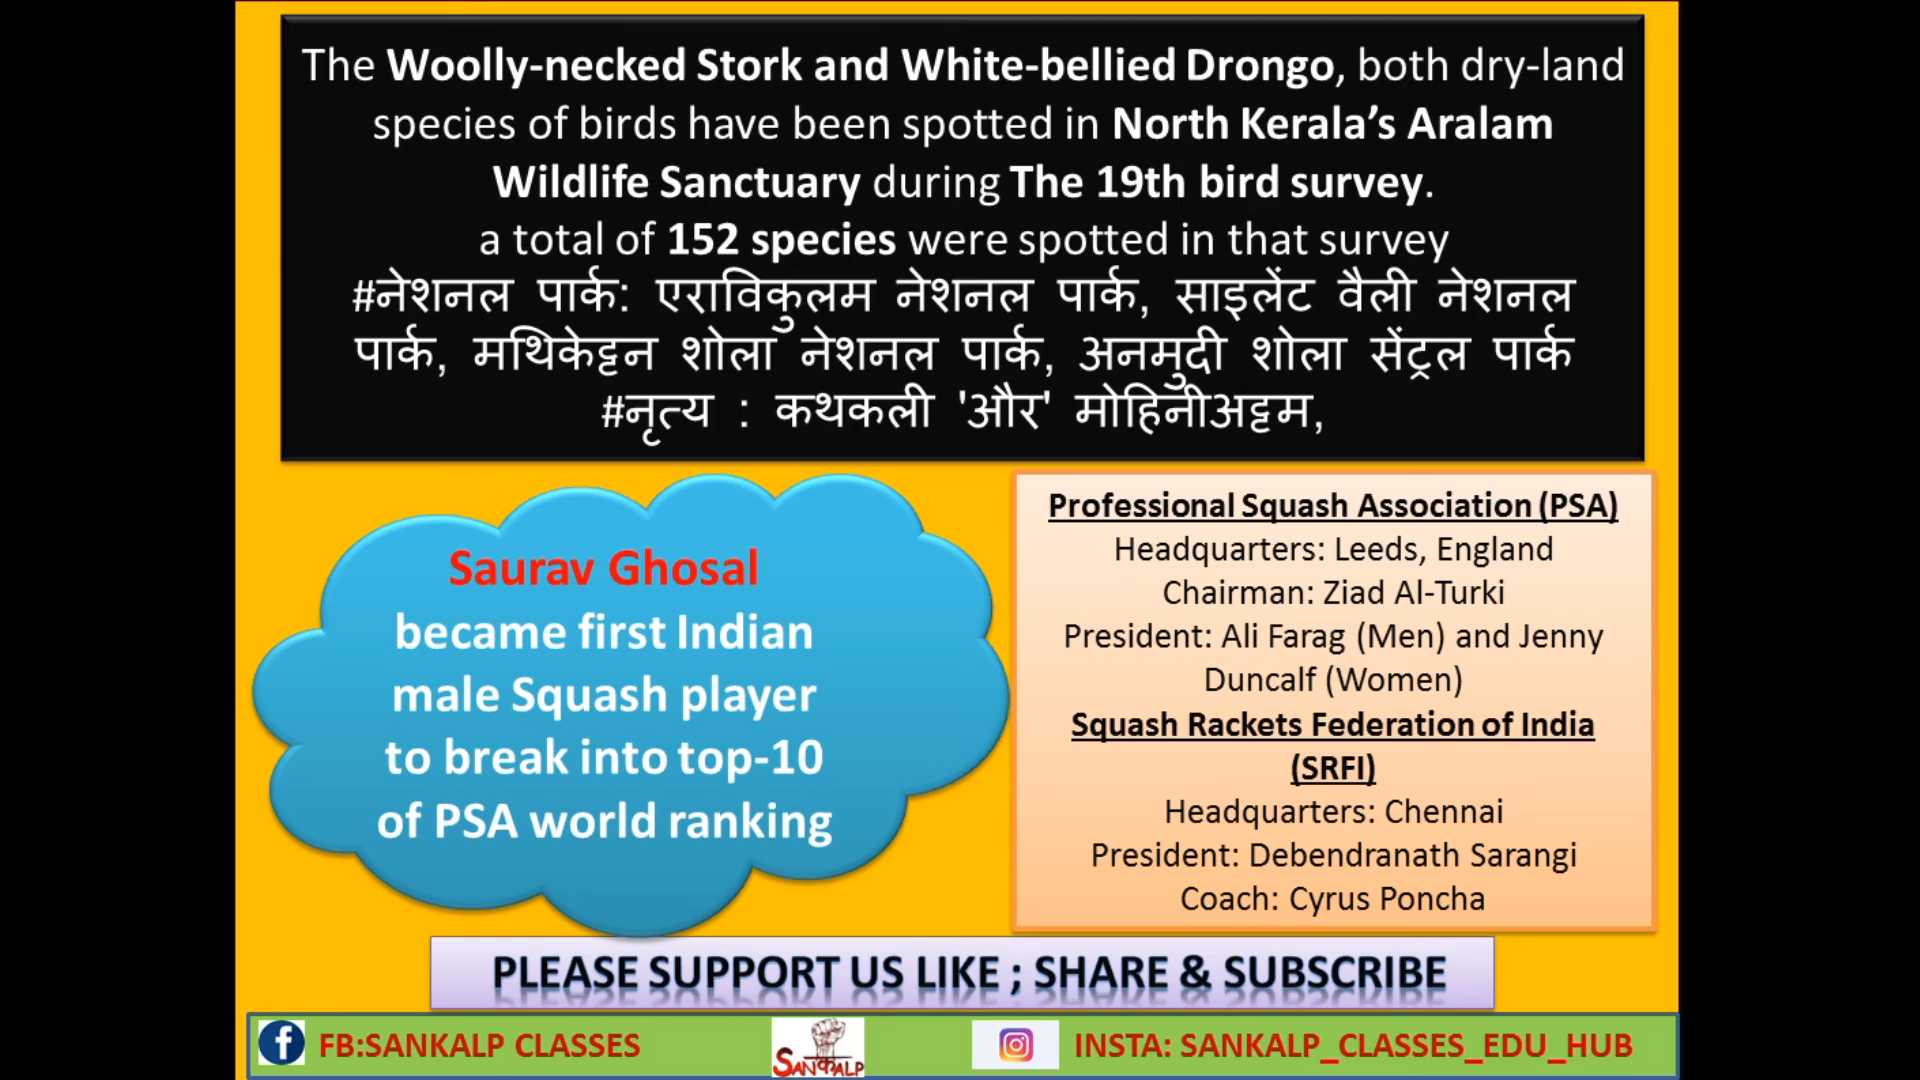 The Woolly-necked Stork and White-bellied Drongo, both dry-land
species of birds have been spotted in North Kerala’s Aralam
Wildlife Sanctuary during The 19th bird survey.
a total of 152 species were spotted in that survey
#नेशनल पार्क: एराविकुलम नेशनल पार्क, साइलेंट वैली नेशनल
पार्क, मथिकेट्टन शोला नेशनल पार्क, अनमुदी शोला सेंट्रल पार्क
#नृत्य : कथकली 'और' मोहिनीअट्टम,
Saurav Ghosal
became first Indian
male Squash player
to break into top-10
of PSA world ranking
Professional Squash Association (PSA)
Headquarters: Leeds, England
Chairman: Ziad Al-Turki
President: Ali Farag (Men) and Jenny
Duncalf (Women)
Squash Rackets Federation of India
(SRFI)
Headquarters: Chennai
President: Debendranath Sarangi
Coach: Cyrus Poncha
PLEASE SUPPORT US LIKE ; SHARE & SUBSCRIBE
FB:SANKALP CLASSES
SANकALP
INSTA: SANKALP_CLASSES_EDU_HUB